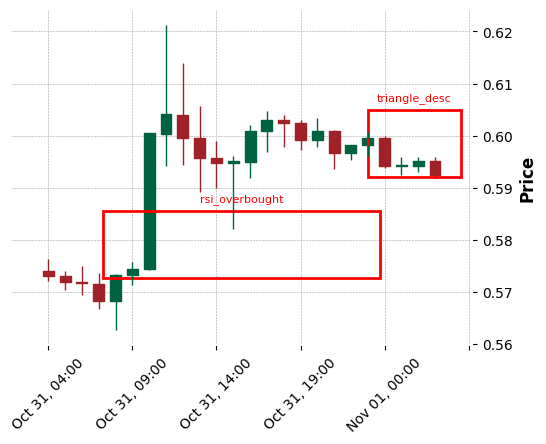 0.62
0.61
triangle_desc
0.60
0.59
rsi_overbought
0.58
0.57
0.56
Price
Oct 31, 04:00
Oct 31, 09:00
Oct 31, 14:00
Oct 31, 19:00
Nov 01, 00:00